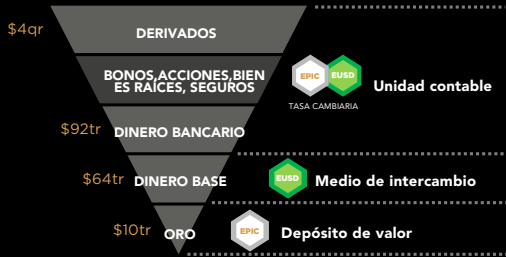 $4qr
DERIVADOS
BONOS,ACCIONES,BIEN
ES RAÍCES, SEGUROS
EPIC EUSD
TASA CAMBIARIA
Unidad contable
$92tr
DINERO BANCARIO
$64tr
DINERO BASE
EUSD
Medio de intercambio
$10tr
ORO
EPIC
Depósito de valor